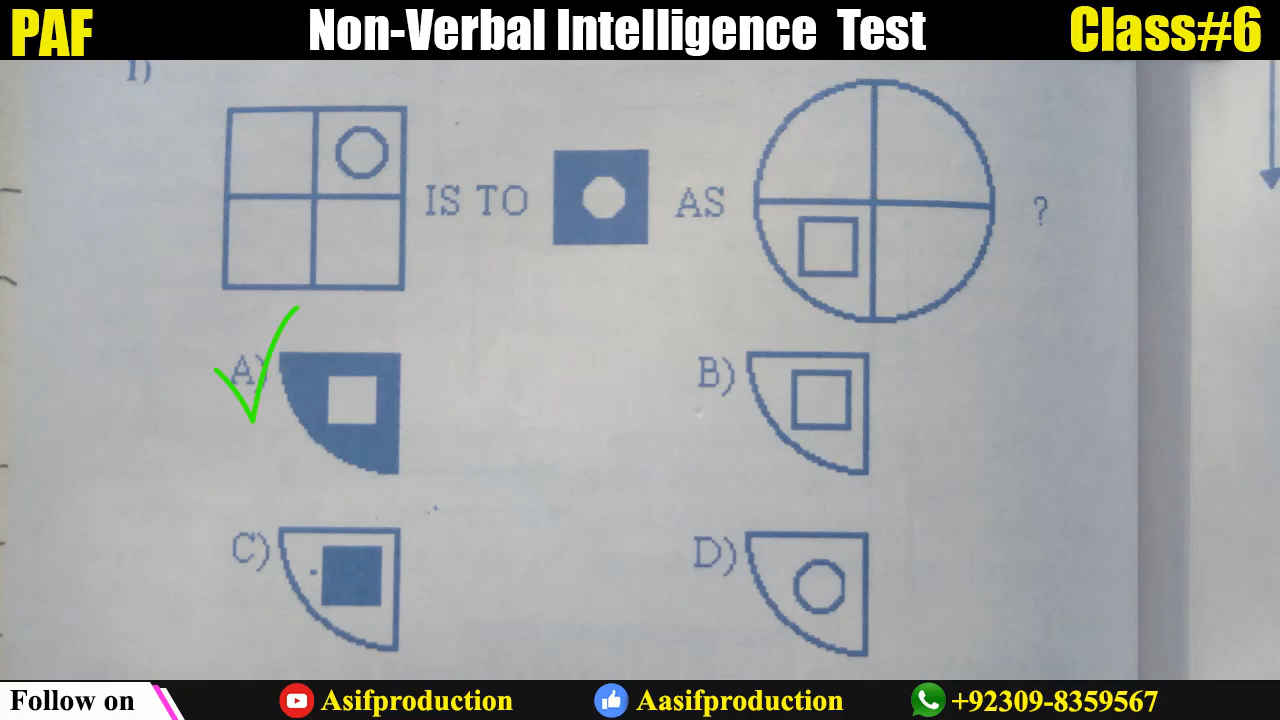 PAF Non-Verbal Intelligence Test Class#6
1)
IS TO AS ?
A) B)
C) D)
Follow on Asifproduction Aasifproduction +92309-8359567